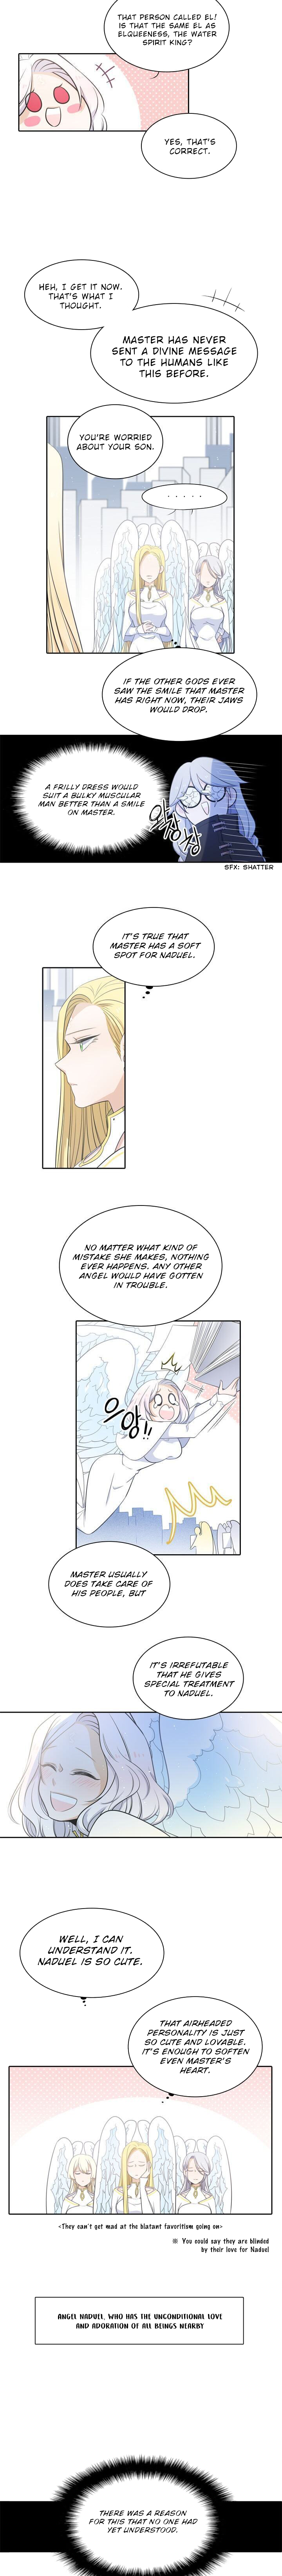 THAT PERSON CALLED EL!
IS THAT THE SAME EL AS
ELQUEENESS, THE WATER
SPIRIT KING?
YES, THAT'S
CORRECT.
HEH, I GET IT NOW.
THAT'S WHAT I
THOUGHT.
MASTER HAS NEVER
SENT A DIVINE MESSAGE
TO THE HUMANS LIKE
THIS BEFORE.
YOU'RE WORRIED
ABOUT YOUR SON.
. . . . .
IF THE OTHER GODS EVER
SAW THE SMILE THAT MASTER
HAS RIGHT NOW, THEIR JAWS
WOULD DROP.
A FRILLY DRESS WOULD
SUIT A BULKY MUSCULAR
MAN BETTER THAN A SMILE
ON MASTER.
와장창
SFX: SHATTER
IT'S TRUE THAT
MASTER HAS A SOFT
SPOT FOR NADUEL.
NO MATTER WHAT KIND OF
MISTAKE SHE MAKES, NOTHING
EVER HAPPENS. ANY OTHER
ANGEL WOULD HAVE GOTTEN
IN TROUBLE.
으앙!!
MASTER USUALLY
DOES TAKE CARE OF
HIS PEOPLE, BUT
IT'S IRREFUTABLE
THAT HE GIVES
SPECIAL TREATMENT
TO NADUEL.
WELL, I CAN
UNDERSTAND IT.
NADUEL IS SO CUTE.
THAT AIRHEADED
PERSONALITY IS JUST
SO CUTE AND LOVABLE.
IT'S ENOUGH TO SOFTEN
EVEN MASTER'S
HEART.
<They can't get mad at the blatant favoritism going on>
※ You could say they are blinded
by their love for Naduel
ANGEL NADUEL, WHO HAS THE UNCONDITIONAL LOVE
AND ADORATION OF ALL BEINGS NEARBY
THERE WAS A REASON
FOR THIS THAT NO ONE HAD
YET UNDERSTOOD.